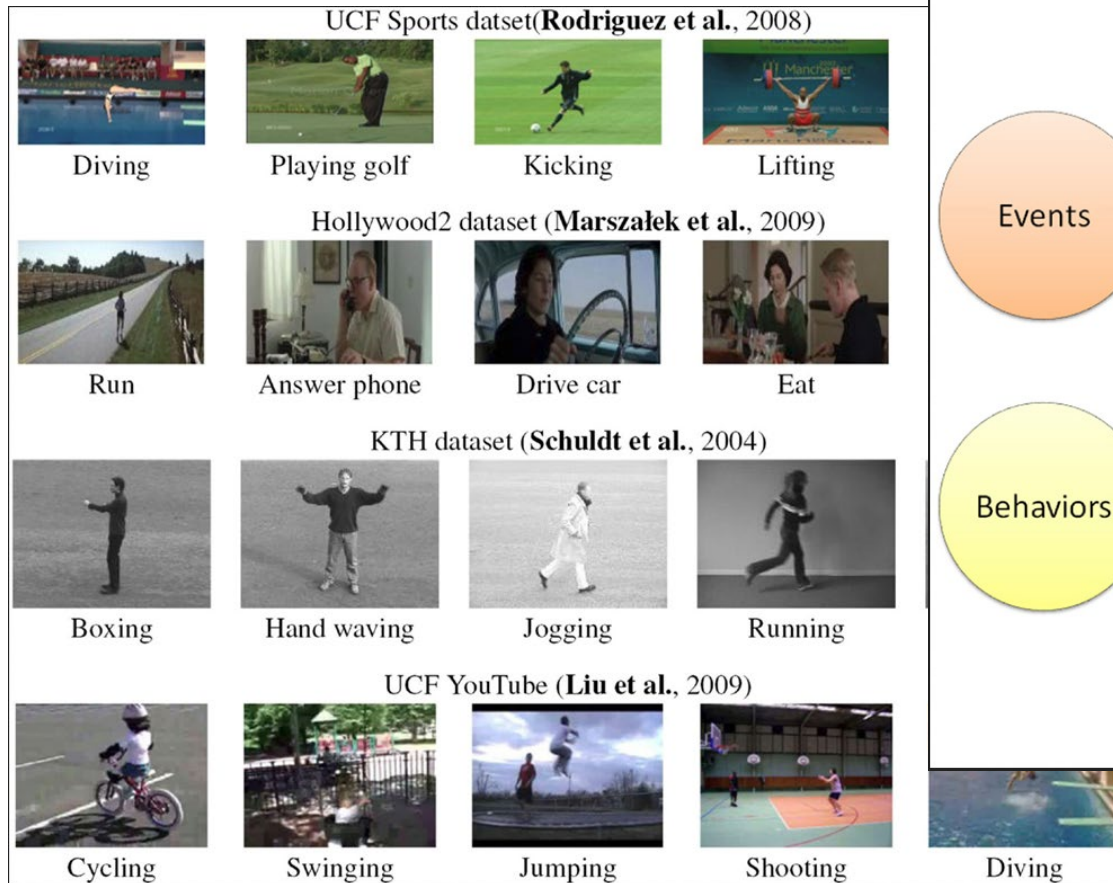 UCF Sports datset(Rodriguez et al., 2008)
Manchester
Manchester
Diving Playing golf Kicking Lifting
Hollywood2 dataset (Marszałek et al., 2009)
Run Answer phone Drive car Eat
KTH dataset (Schuldt et al., 2004)
Boxing Hand waving Jogging Running
UCF YouTube (Liu et al., 2009)
Cycling Swinging Jumping Shooting Diving
Events
Behaviors